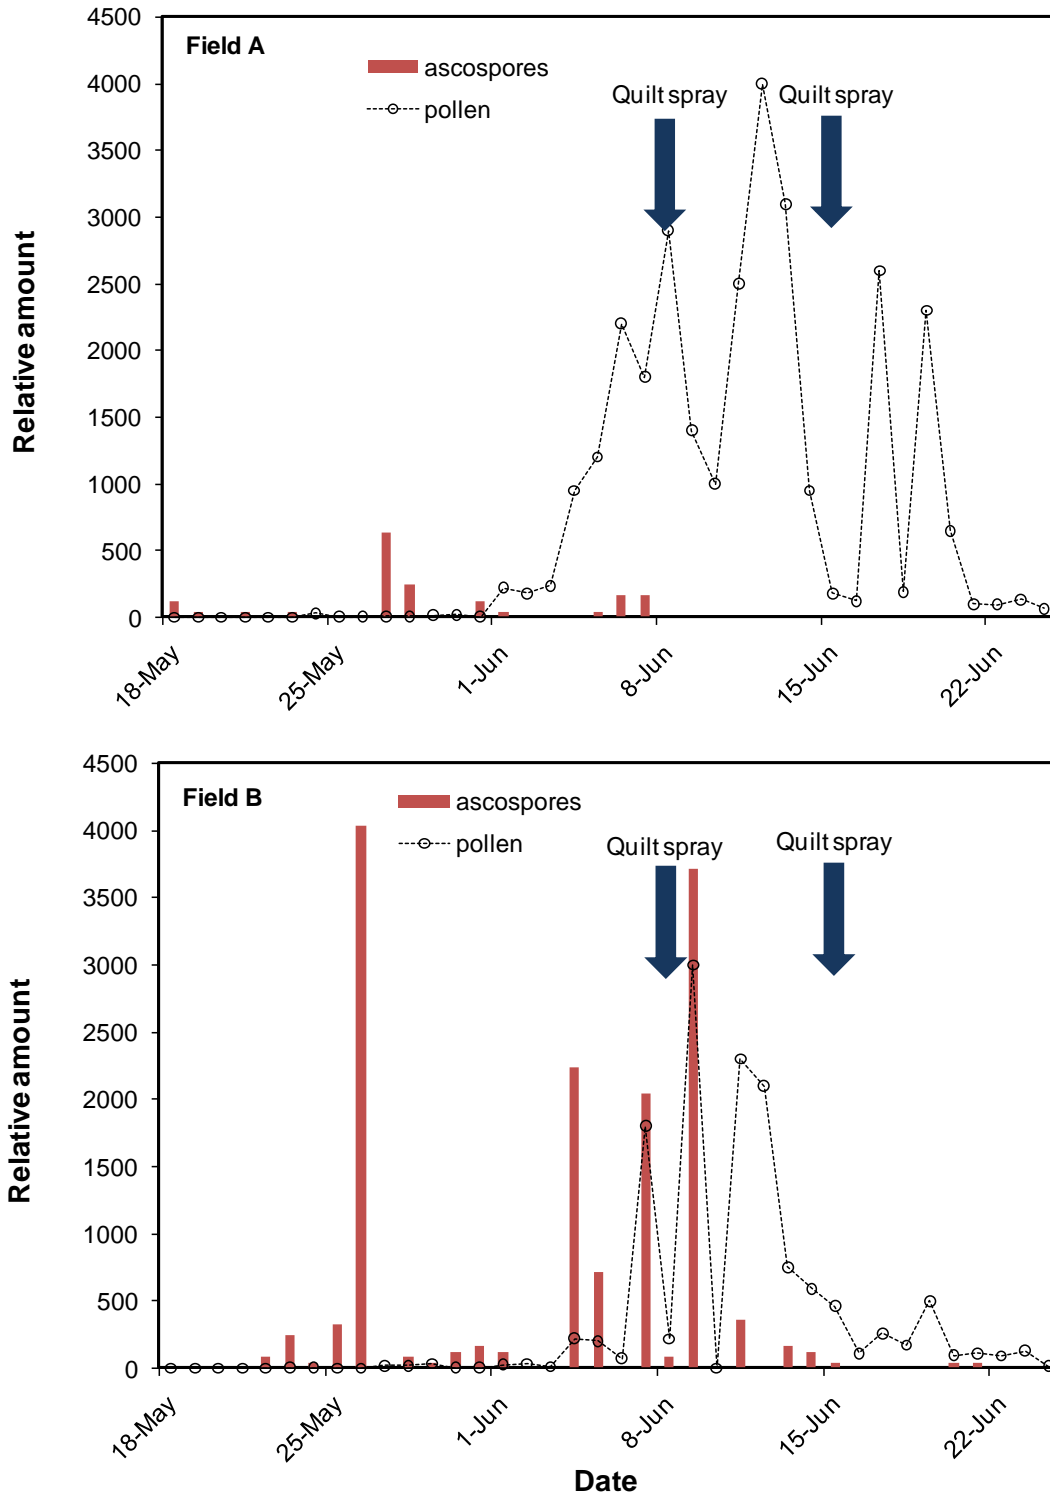 4500
Field A
ascospores
4000
Quilt spray
Quilt spray
pollen
3500
3000
2500
2000
1500
1000
500
0
Relative amount
18-May
25-May
1-Jun
8-Jun
15-Jun
22-Jun
4500
Field B
ascospores
4000
pollen
Quilt spray
Quilt spray
3500
3000
2500
2000
1500
1000
500
0
Relative amount
18-May
25-May
1-Jun
8-Jun
15-Jun
22-Jun
Date